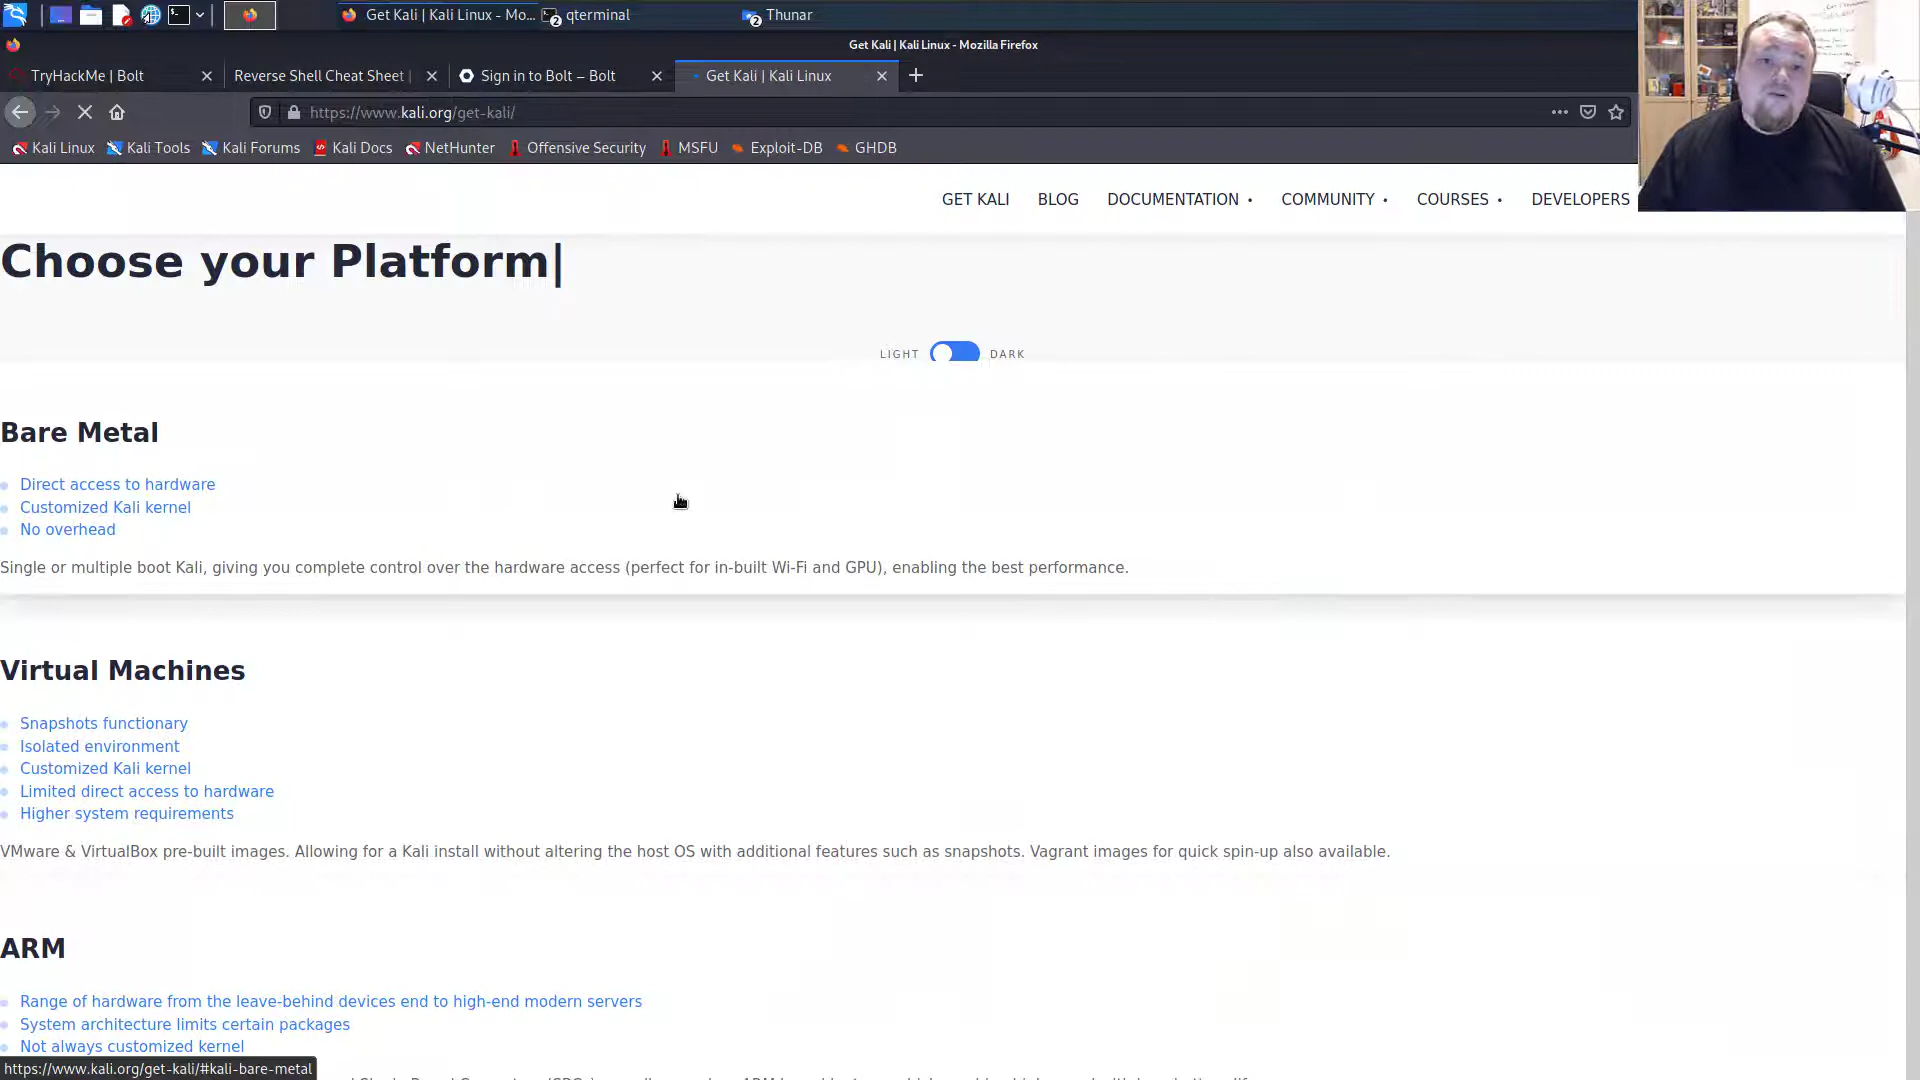 Get Kali | Kali Linux - Mo... qterminal Thunar
Get Kali | Kali Linux - Mozilla Firefox
TryHackMe | Bolt Reverse Shell Cheat Sheet | Sign in to Bolt – Bolt Get Kali | Kali Linux
https://www.kali.org/get-kali/
Kali Linux Kali Tools Kali Forums Kali Docs NetHunter Offensive Security MSFU Exploit-DB GHDB
GET KALI BLOG DOCUMENTATION • COMMUNITY • COURSES • DEVELOPERS
Choose your Platform|
LIGHT DARK
Bare Metal
Direct access to hardware
Customized Kali kernel
No overhead
Single or multiple boot Kali, giving you complete control over the hardware access (perfect for in-built Wi-Fi and GPU), enabling the best performance.
Virtual Machines
Snapshots functionary
Isolated environment
Customized Kali kernel
Limited direct access to hardware
Higher system requirements
VMware & VirtualBox pre-built images. Allowing for a Kali install without altering the host OS with additional features such as snapshots. Vagrant images for quick spin-up also available.
ARM
Range of hardware from the leave-behind devices end to high-end modern servers
System architecture limits certain packages
Not always customized kernel
https://www.kali.org/get-kali/#kali-bare-metal